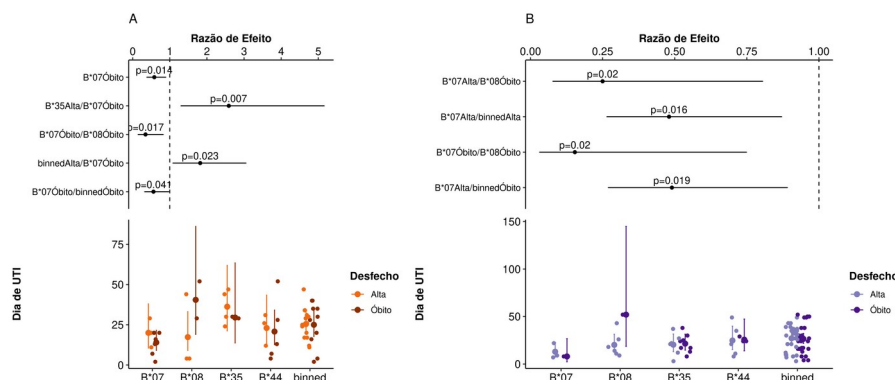 A
Razão de Efeito
0 1 2 3 4 5
B*07Óbito
p=0.014
B*35Alta/B*07Óbito
p=0.007
B*07Óbito/B*08Óbito
p=0.017
binnedAlta/B*07Óbito
p=0.023
B*07Óbito/binnedÓbito
p=0.041
Dia de UTI
75
50
25
0
B*07 B*08 B*35 B*44 binned
Desfecho
Alta
Óbito
B
Razão de Efeito
0.00 0.25 0.50 0.75 1.00
B*07Alta/B*08Óbito
p=0.02
B*07Alta/binnedAlta
p=0.016
B*07Óbito/B*08Óbito
p=0.02
B*07Alta/binnedÓbito
p=0.019
Dia de UTI
150
100
50
0
B*07 B*08 B*35 B*44 binned
Desfecho
Alta
Óbito